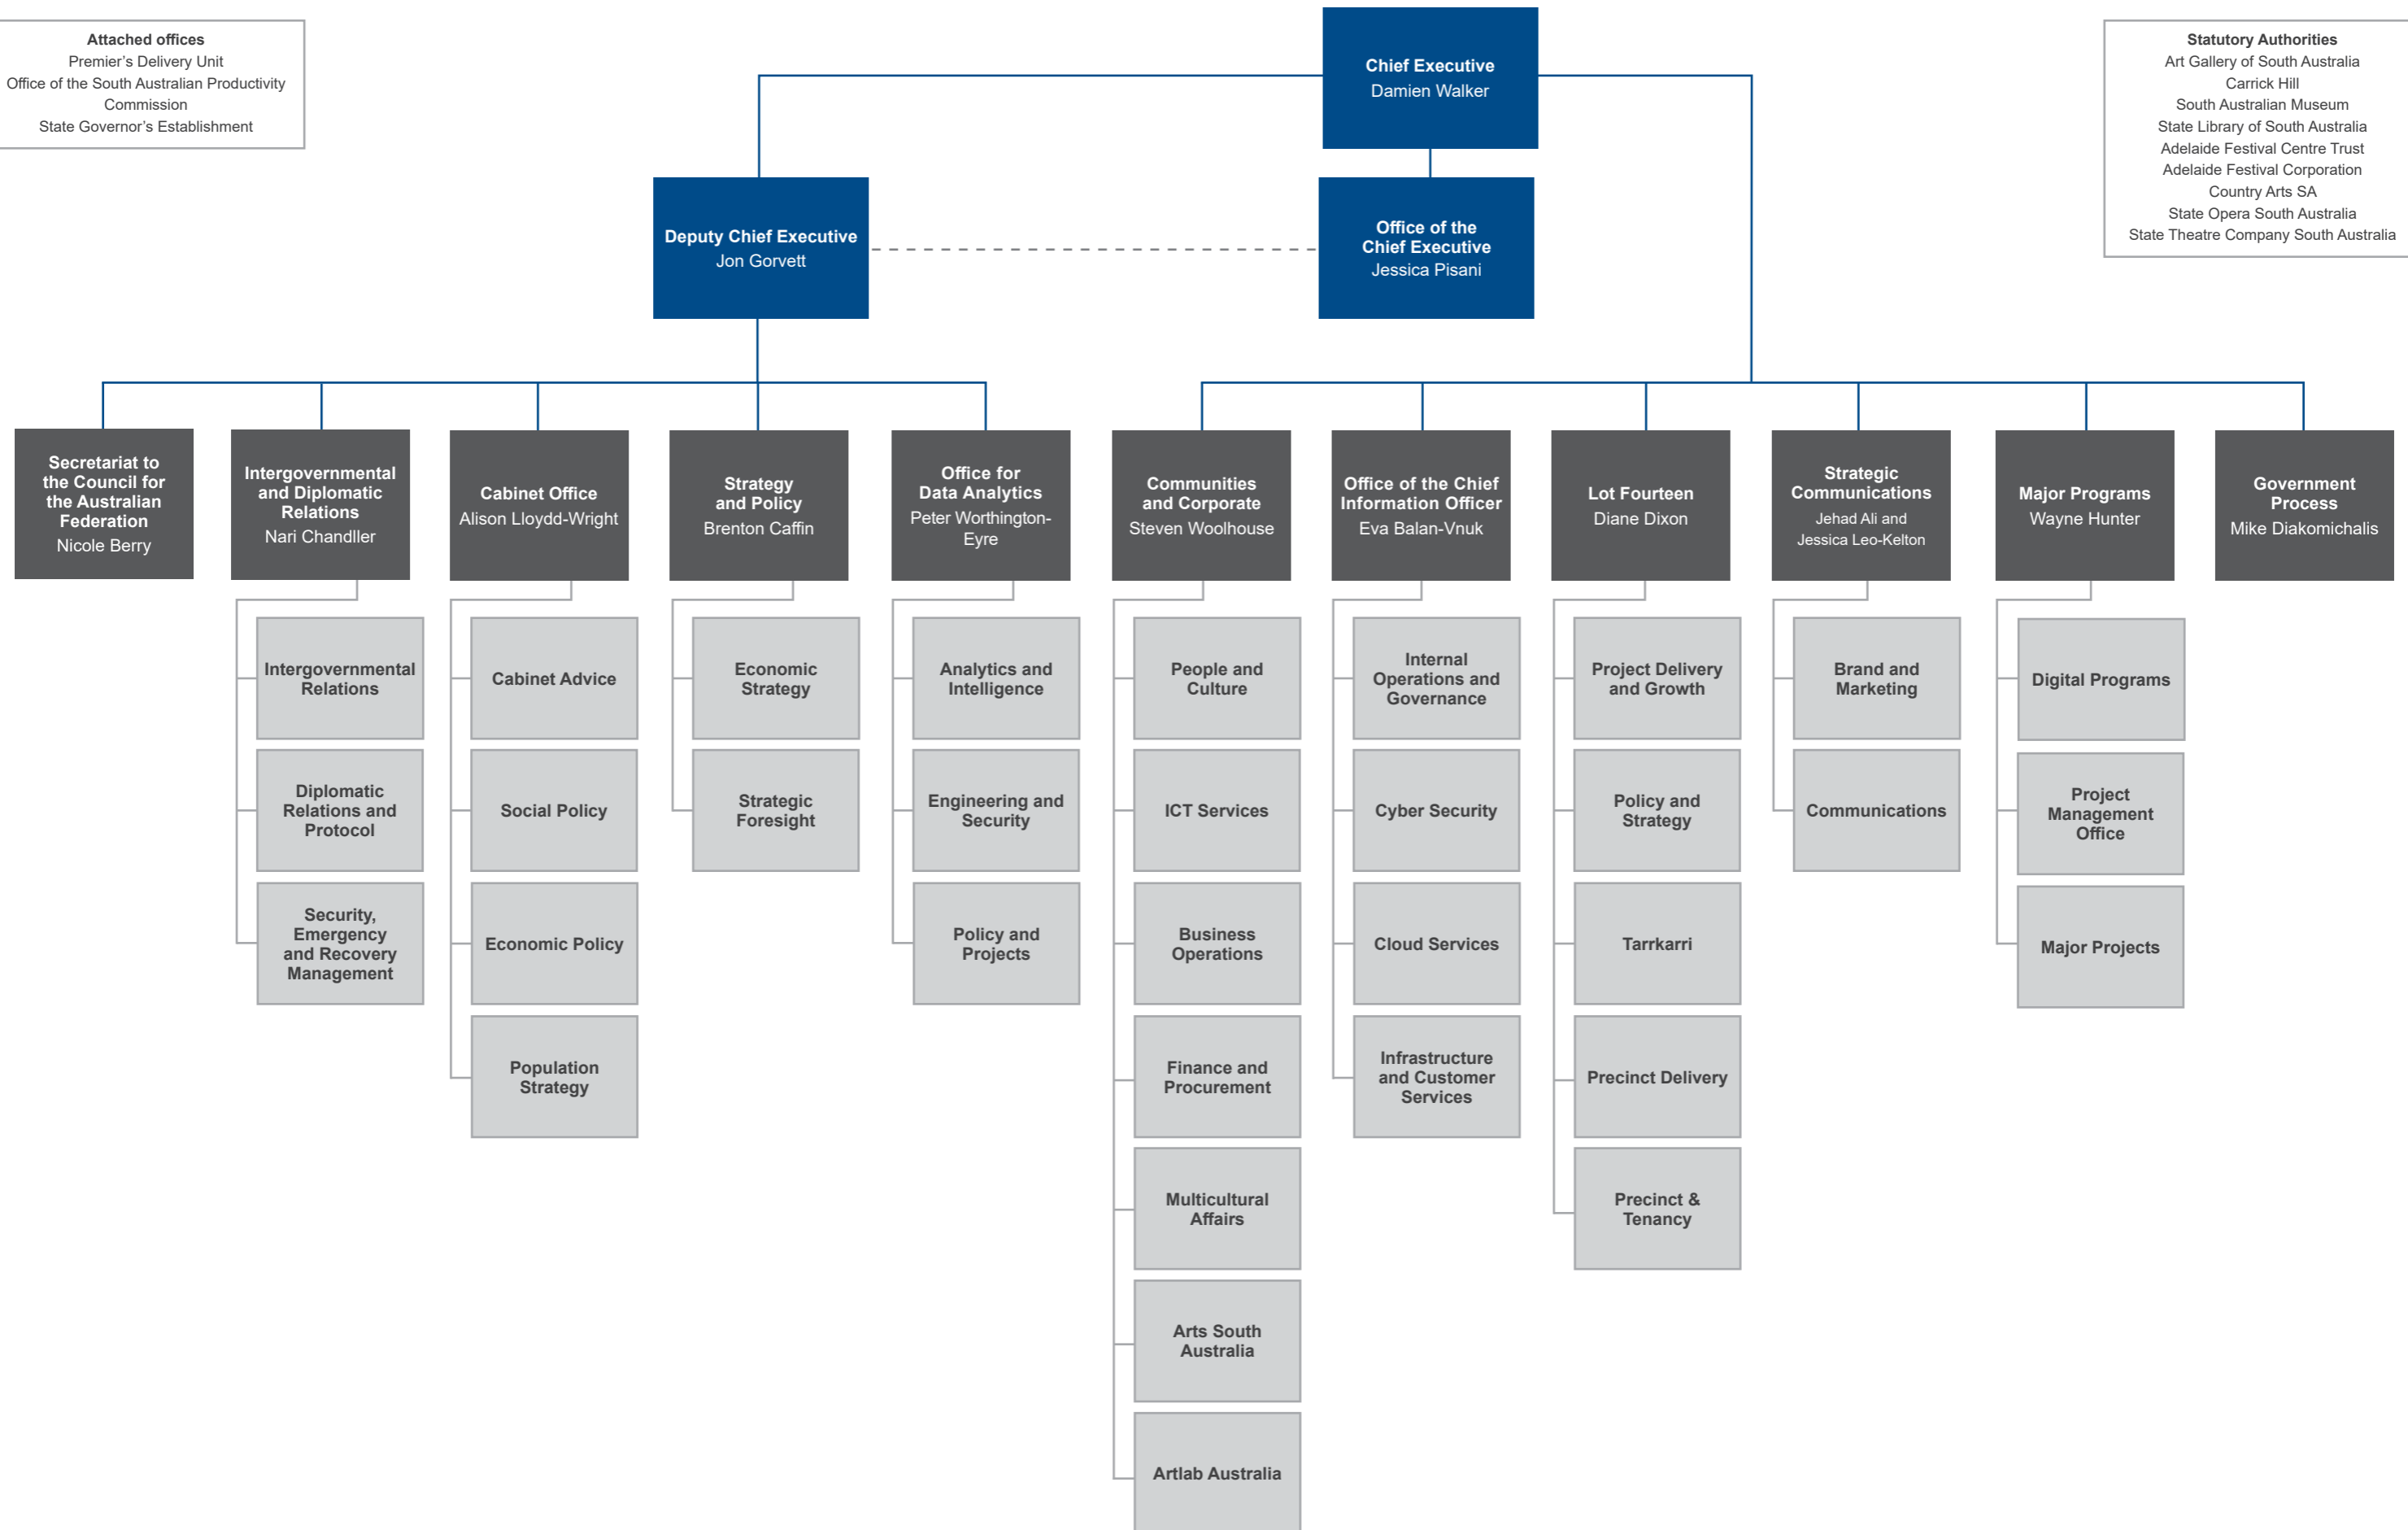 Attached offices
Premier’s Delivery Unit
Office of the South Australian Productivity
Commission
State Governor’s Establishment
Chief Executive
Damien Walker
Statutory Authorities
Art Gallery of South Australia
Carrick Hill
South Australian Museum
State Library of South Australia
Adelaide Festival Centre Trust
Adelaide Festival Corporation
Country Arts SA
State Opera South Australia
State Theatre Company South Australia
Deputy Chief Executive
Jon Gorvett
Office of the
Chief Executive
Jessica Pisani
Secretariat to
the Council for
the Australian
Federation
Nicole Berry
Intergovernmental
and Diplomatic
Relations
Nari Chandller
Cabinet Office
Alison Lloydd-Wright
Strategy
and Policy
Brenton Caffin
Office for
Data Analytics
Peter Worthington-
Eyre
Communities
and Corporate
Steven Woolhouse
Office of the Chief
Information Officer
Eva Balan-Vnuk
Lot Fourteen
Diane Dixon
Strategic
Communications
Jehad Ali and
Jessica Leo-Kelton
Major Programs
Wayne Hunter
Government
Process
Mike Diakomichalis
Intergovernmental
Relations
Diplomatic
Relations and
Protocol
Security,
Emergency
and Recovery
Management
Cabinet Advice
Social Policy
Economic Policy
Population
Strategy
Economic
Strategy
Strategic
Foresight
Analytics and
Intelligence
Engineering and
Security
Policy and
Projects
People and
Culture
ICT Services
Business
Operations
Finance and
Procurement
Multicultural
Affairs
Arts South
Australia
Artlab Australia
Internal
Operations and
Governance
Cyber Security
Cloud Services
Infrastructure
and Customer
Services
Project Delivery
and Growth
Policy and
Strategy
Tarrkarri
Precinct Delivery
Precinct &
Tenancy
Brand and
Marketing
Communications
Digital Programs
Project
Management
Office
Major Projects